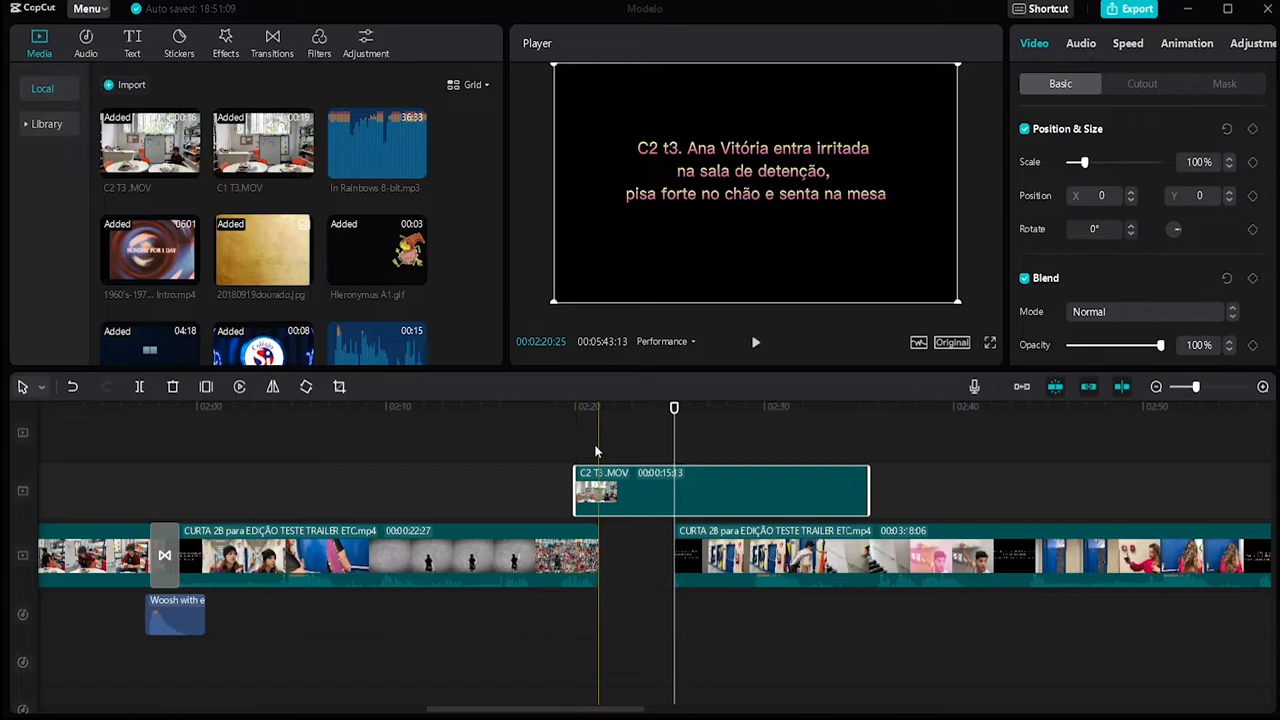 CapCut
Menu
Auto saved: 18:51:09
Modelo
Shortcut
Export
Media
Audio
Text
Stickers
Effects
Transitions
Filters
Adjustment
Local
Library
Import
Grid
Added
00:16
C2 T3 .MOV
Added
00:19
C1 T3.MOV
36:33
In Rainbows 8-bit.mp3
Added
06:01
SUNDAY FOR 1 DAY
1960's-197... Intro.mp4
Added
20180919dourado.jpg
Added
00:03
Hieronymus A1.gif
Added
04:18
Added
00:08
00:15
Player
C2 t3. Ana Vitória entra irritada
na sala de detenção,
pisa forte no chão e senta na mesa
00:02:20:25
00:05:43:13
Performance
Original
Video
Audio
Speed
Animation
Adjustme
Basic
Cutout
Mask
Position & Size
Scale
100%
Position
X 0
Y 0
Rotate
0°
Blend
Mode
Normal
Opacity
100%
02:00
02:10
02:20
02:30
02:40
02:50
C2 T3 .MOV 00:00:15:13
CURTA 2B para EDIÇÃO TESTE TRAILER ETC.mp4 00:00:22:27
CURTA 2B para EDIÇÃO TESTE TRAILER ETC.mp4 00:03:18:06
Woosh with e